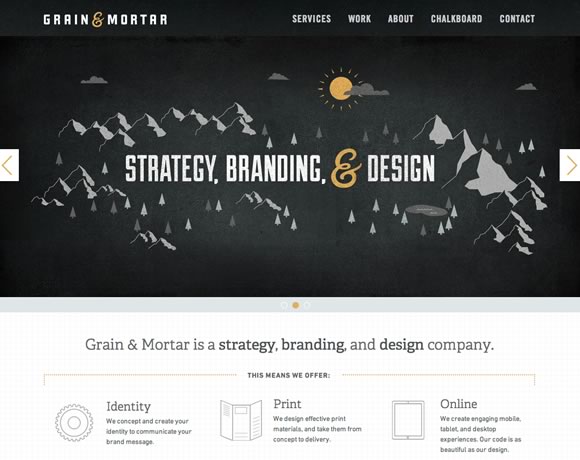 GRAIN & MORTAR
SERVICES WORK ABOUT CHALKBOARD CONTACT
STRATEGY, BRANDING, & DESIGN
Grain & Mortar is a strategy, branding, and design company.
THIS MEANS WE OFFER:
Identity
We concept and create your
identity to communicate your
brand message.
Print
We design effective print
materials, and take them from
concept to delivery.
Online
We create engaging mobile,
tablet, and desktop
experiences. Our code is as
beautiful as our design.